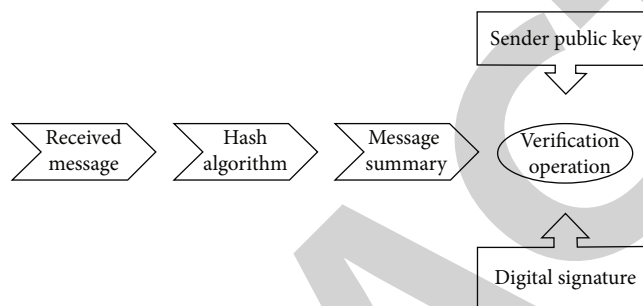 Sender public key
Received
message
Hash
algorithm
Message
summary
Verification
operation
Digital signature